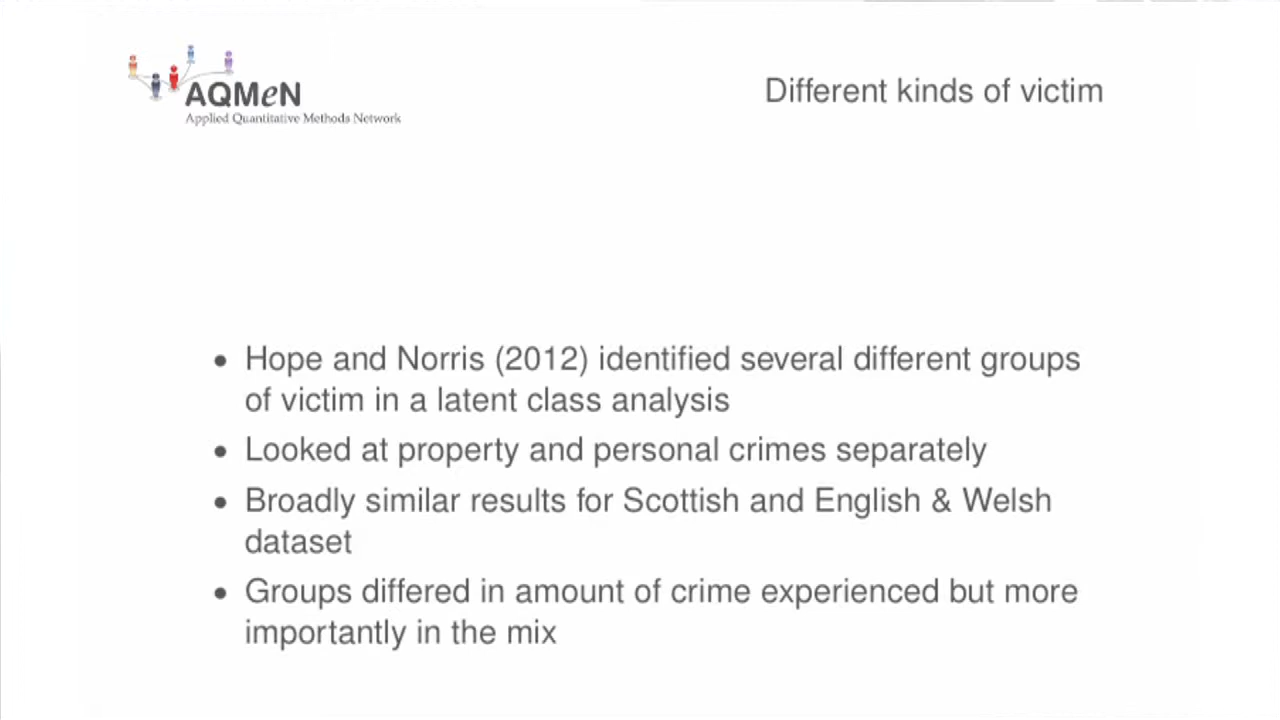 AQMeN
Applied Quantitative Methods Network
Different kinds of victim
• Hope and Norris (2012) identified several different groups
of victim in a latent class analysis
• Looked at property and personal crimes separately
• Broadly similar results for Scottish and English & Welsh
dataset
• Groups differed in amount of crime experienced but more
importantly in the mix